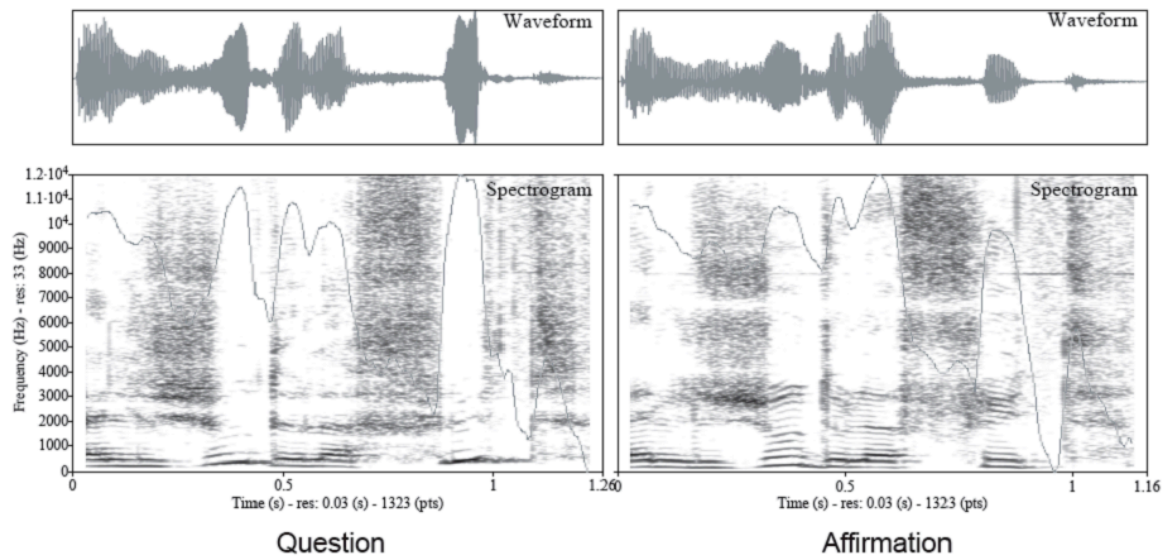 Waveform
Waveform
Spectrogram
Spectrogram
Frequency (Hz) - res: 33 (Hz)
1.2·10⁴
1.1·10⁴
10⁴
9000
8000
7000
6000
5000
4000
3000
2000
1000
0
0 0.5 1 1.26
0 0.5 1 1.16
Time (s) - res: 0.03 (s) - 1323 (pts)
Time (s) - res: 0.03 (s) - 1323 (pts)
Question
Affirmation